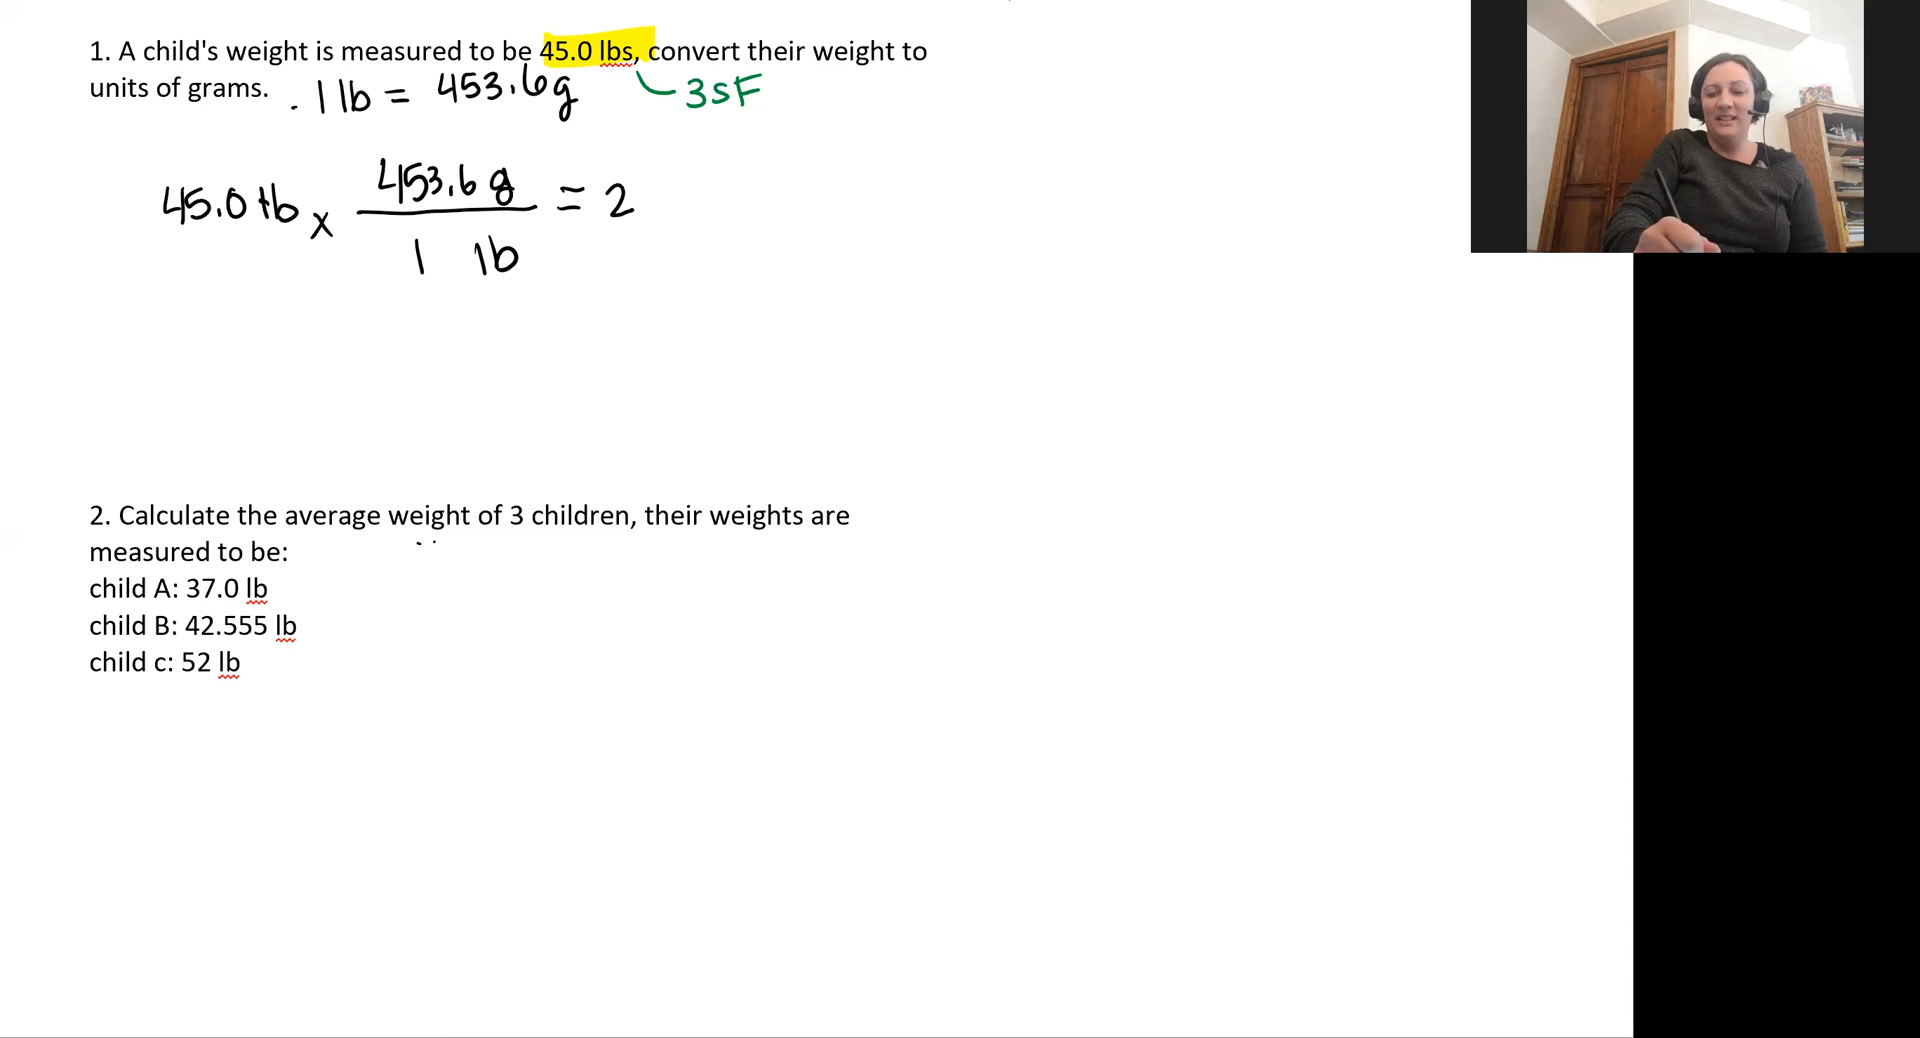 1. A child's weight is measured to be 45.0 lbs, convert their weight to
units of grams. . 1 lb = 453.6g 3SF
45.0 lb x 453.6 g = 2
1 lb
2. Calculate the average weight of 3 children, their weights are
measured to be:
child A: 37.0 lb
child B: 42.555 lb
child c: 52 lb